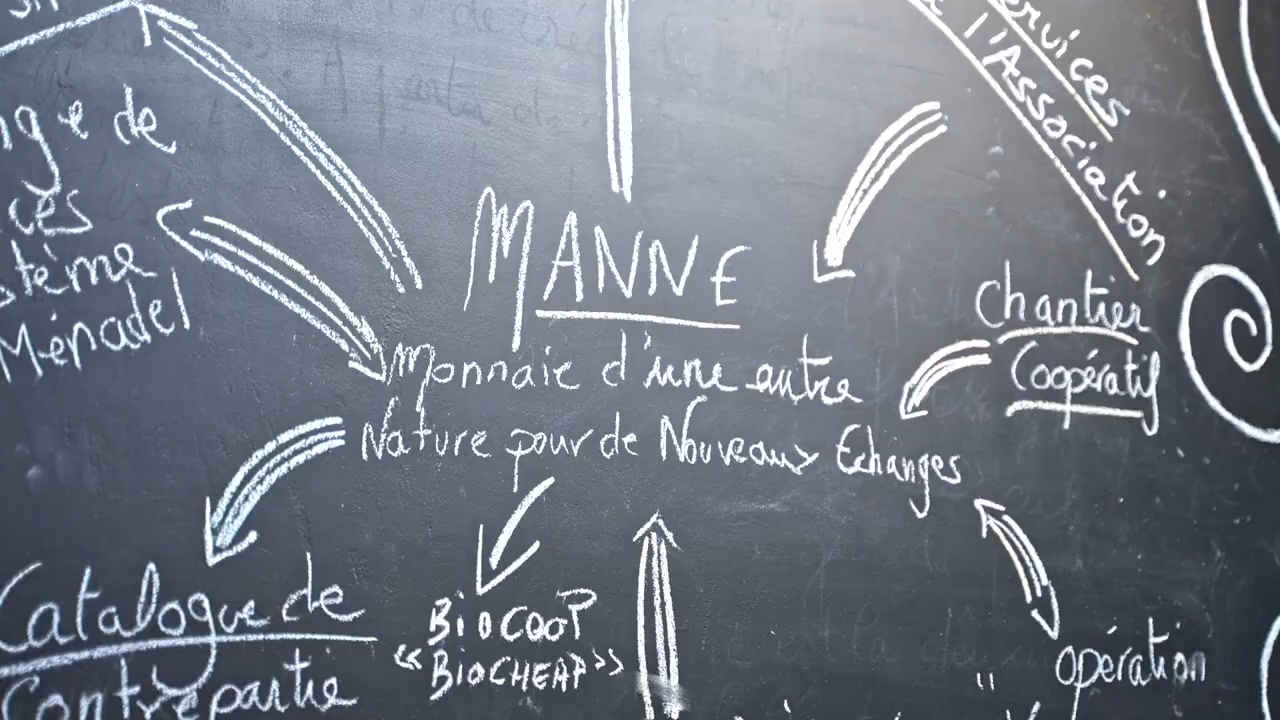 Services
l'Association
nge de
ces
stème
Ménadel
MANNE
Monnaie d'une autre
Nature pour de Nouveaux Echanges
Chantier
Coopératif
Catalogue de
Contrepartie
BIOCOOP
"BIOCHEAP"
opération